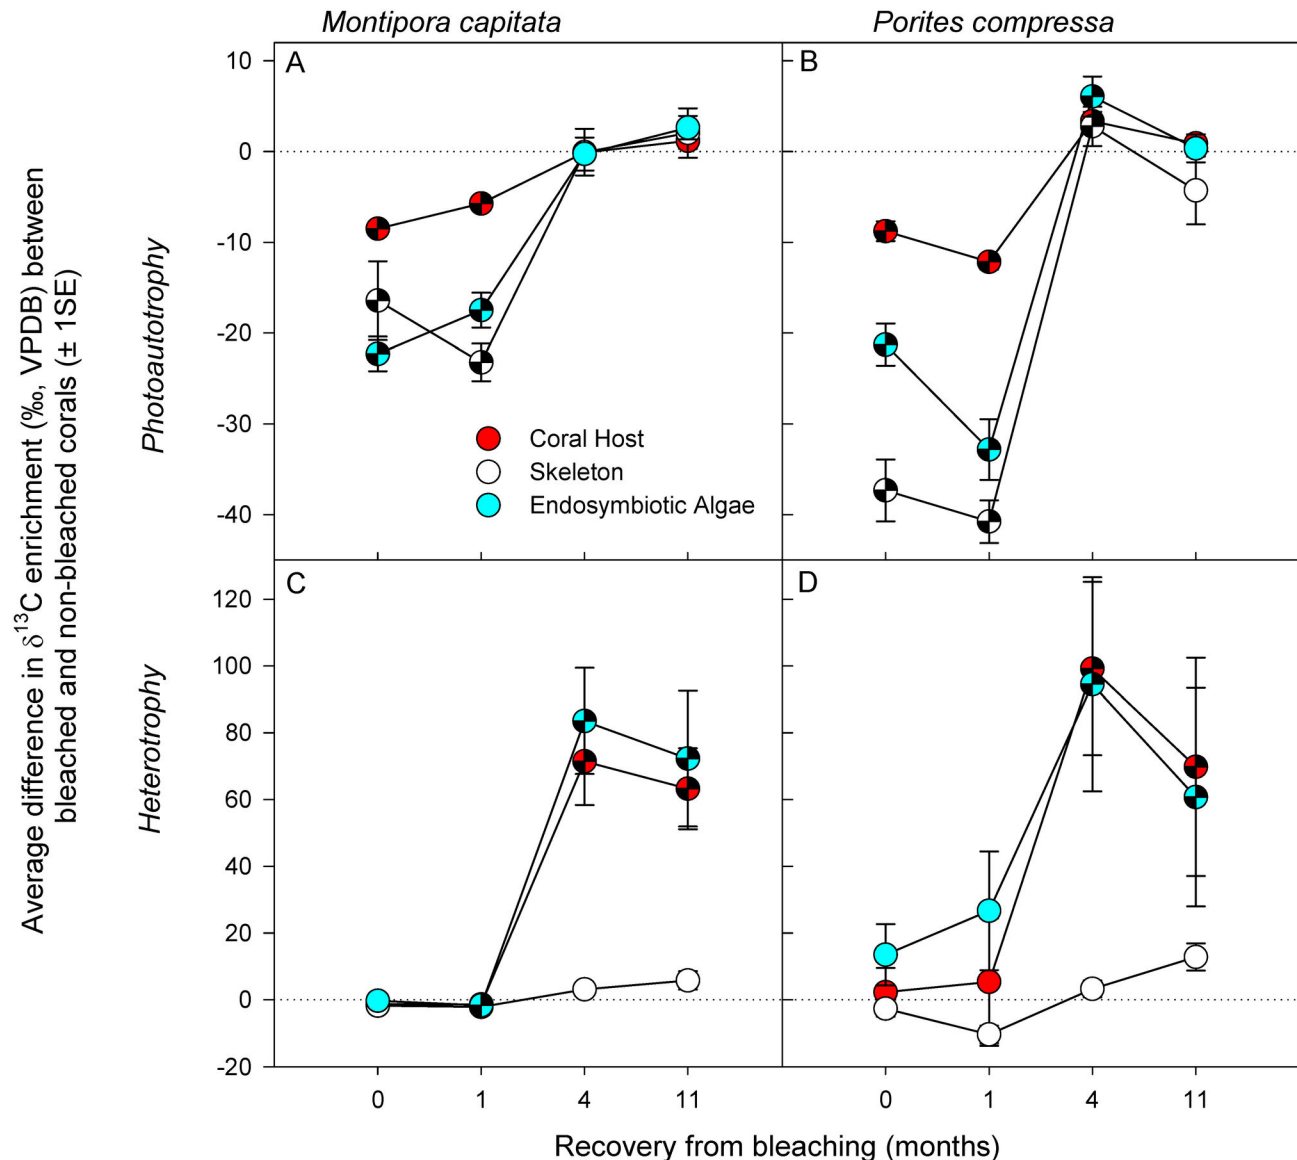 Montipora capitata
Porites compressa
Average difference in δ¹³C enrichment (‰, VPDB) between
bleached and non-bleached corals (± 1SE)
Photoautotrophy
A
B
10
0
-10
-20
-30
-40
Coral Host
Skeleton
Endosymbiotic Algae
Heterotrophy
C
D
120
100
80
60
40
20
0
-20
0 1 4 11
0 1 4 11
Recovery from bleaching (months)